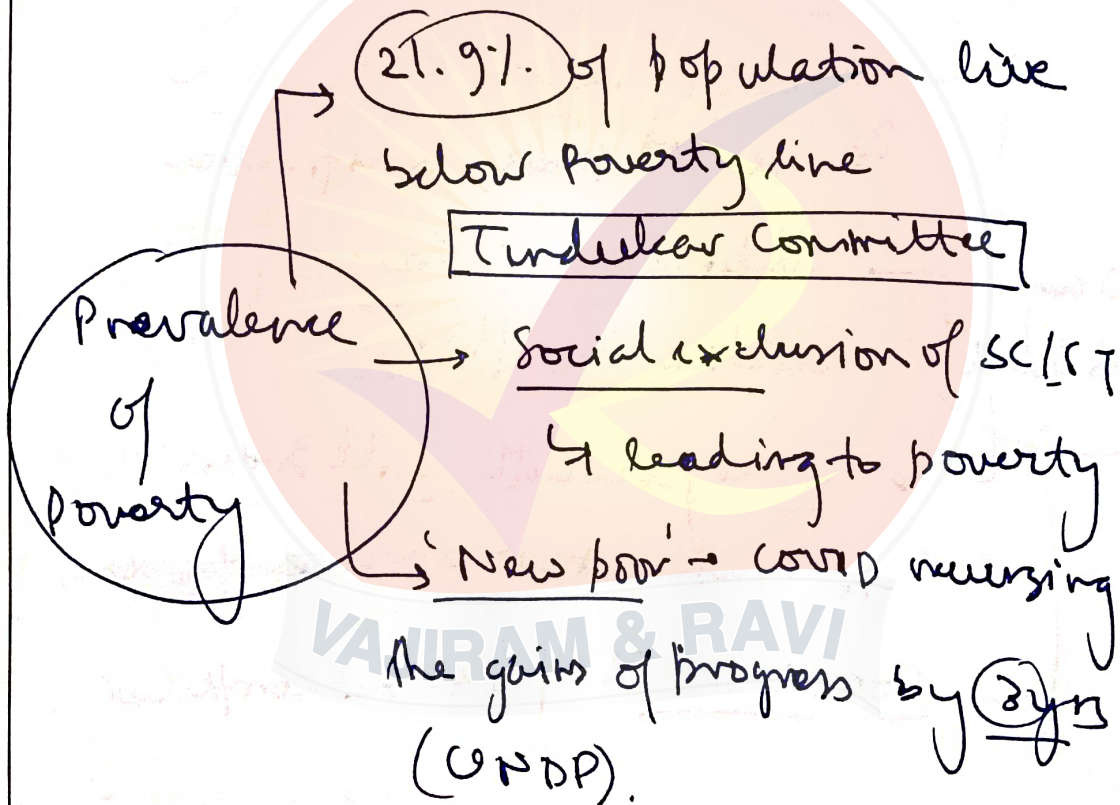 21.9%. of population live
below Poverty line
Tendulkar Committee
Prevalence
of
Poverty
Social exclusion of SC/ST
↳ leading to poverty
'New poor' - COVID reversing
the gains of progress by yrs
(UNDP).
VAJIRAM & RAVI